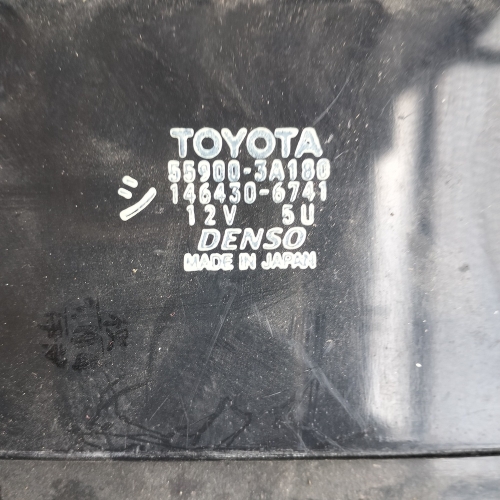 TOYOTA
55900-3A180
シ
146430-6741
12V 5U
DENSO
MADE IN JAPAN